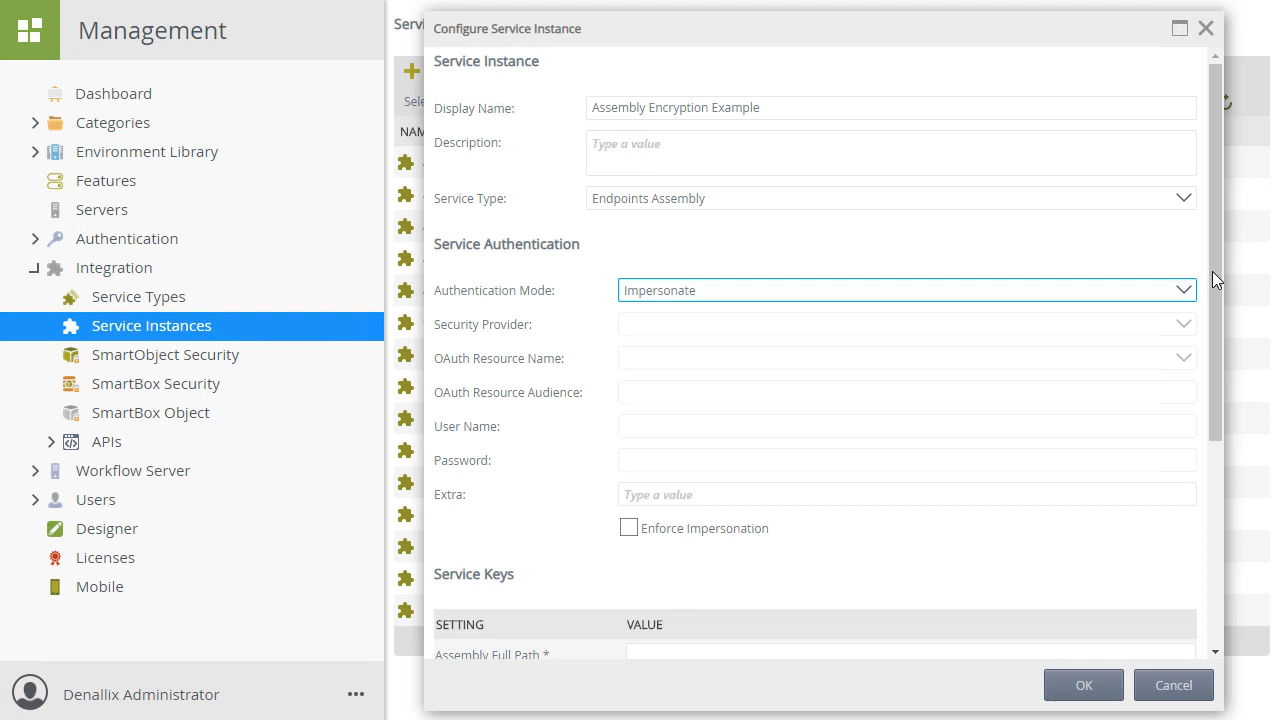 Management
Dashboard
Categories
Environment Library
Features
Servers
Authentication
Integration
Service Types
Service Instances
SmartObject Security
SmartBox Security
SmartBox Object
APIs
Workflow Server
Users
Designer
Licenses
Mobile
Denallix Administrator
Configure Service Instance
Service Instance
Display Name: Assembly Encryption Example
Description: Type a value
Service Type: Endpoints Assembly
Service Authentication
Authentication Mode: Impersonate
Security Provider:
OAuth Resource Name:
OAuth Resource Audience:
User Name:
Password:
Extra: Type a value
Enforce Impersonation
Service Keys
SETTING VALUE
Assembly Full Path *
OK Cancel